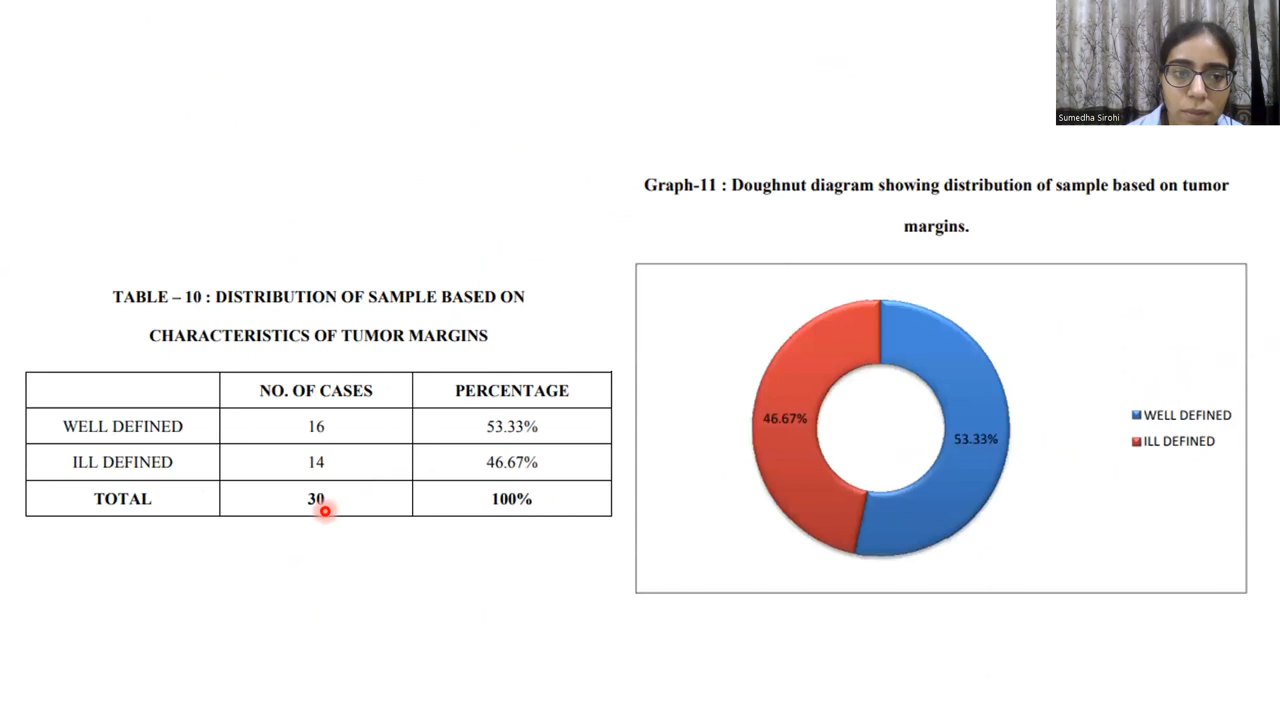 Sumedha Sirohi
Graph-11 : Doughnut diagram showing distribution of sample based on tumor
margins.
TABLE – 10 : DISTRIBUTION OF SAMPLE BASED ON
CHARACTERISTICS OF TUMOR MARGINS
NO. OF CASES PERCENTAGE
WELL DEFINED 16 53.33%
ILL DEFINED 14 46.67%
TOTAL 30 100%
46.67%
53.33%
WELL DEFINED
ILL DEFINED